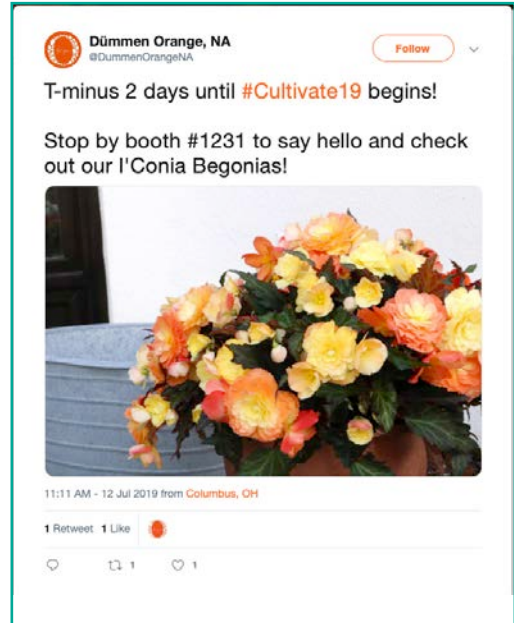 Dümmen Orange, NA
@DummenOrangeNA
Follow
T-minus 2 days until #Cultivate19 begins!
Stop by booth #1231 to say hello and check
out our I'Conia Begonias!
11:11 AM - 12 Jul 2019 from Columbus, OH
1 Retweet 1 Like
1
1